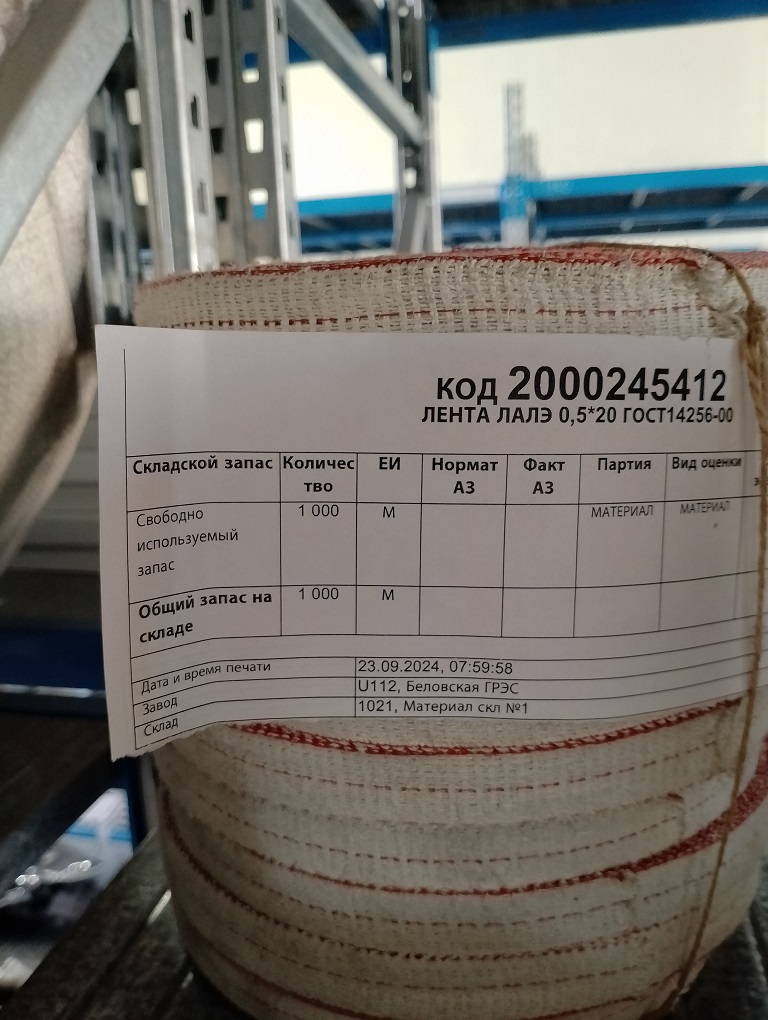 КОД 2000245412
ЛЕНТА ЛАЛЭ 0,5*20 ГОСТ14256-00
Складской запас Количес тво ЕИ Нормат АЗ Факт АЗ Партия Вид оценки
Свободно используемый запас 1 000 М МАТЕРИАЛ МАТЕРИАЛ
Общий запас на складе 1 000 М
Дата и время печати 23.09.2024, 07:59:58
Завод U112, Беловская ГРЭС
Склад 1021, Материал скл №1